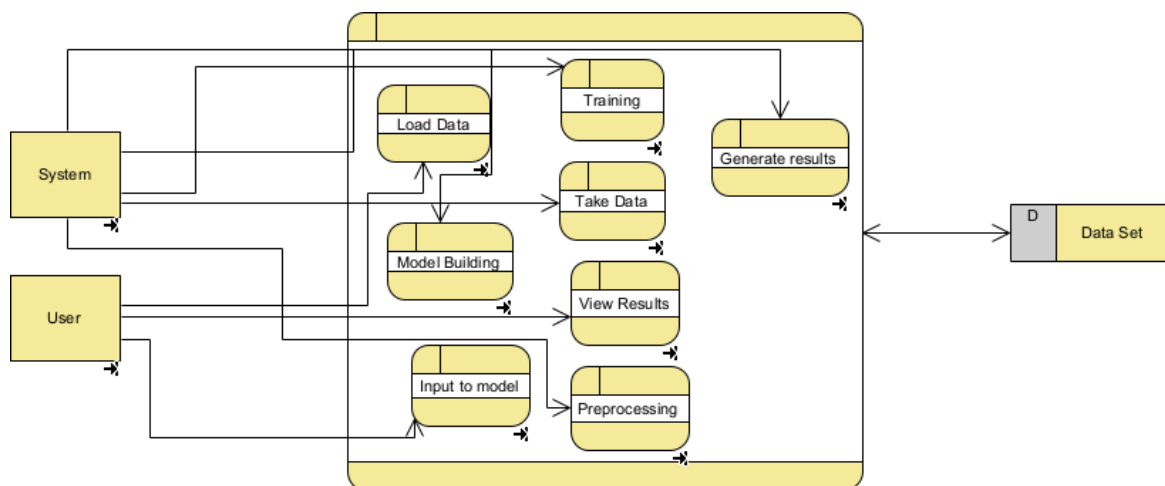 Training
Load Data
Generate results
System
Take Data
D
Data Set
Model Building
View Results
User
Input to model
Preprocessing